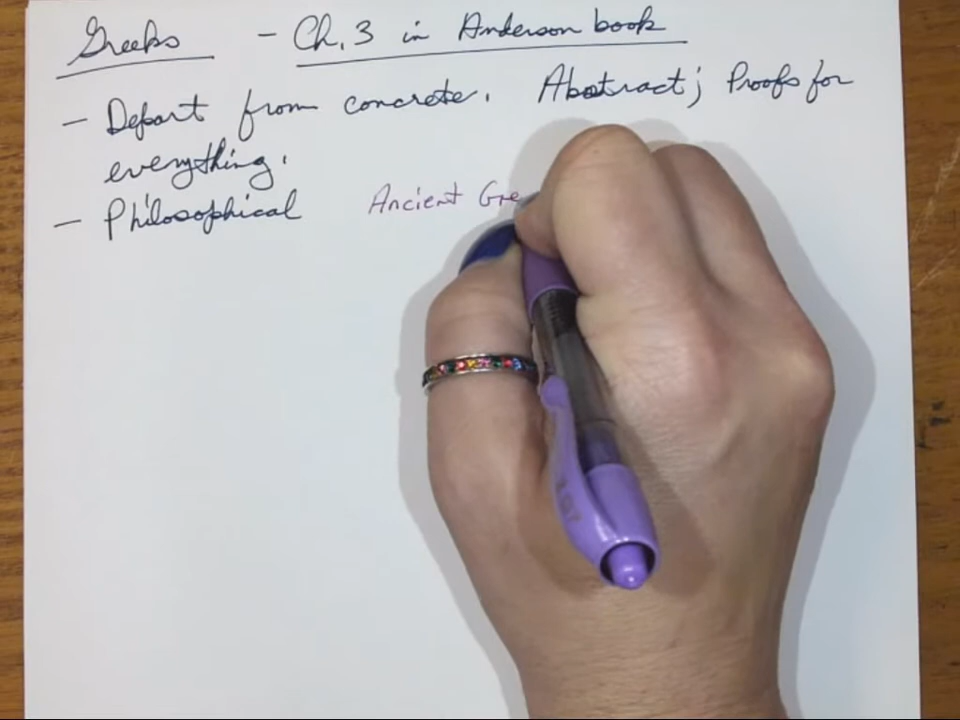 Greeks - Ch. 3 in Anderson book
- Depart from concrete. Abstract; Proofs for
everything.
- Philosophical Ancient Gre